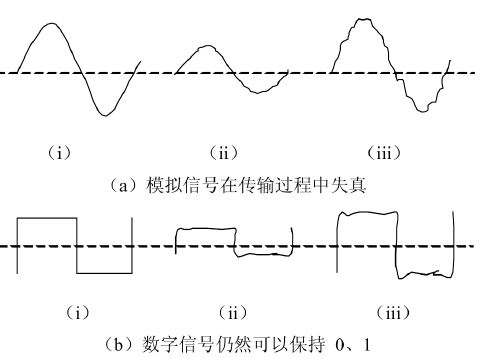 （i） （ii） （iii）
（a）模拟信号在传输过程中失真
（i） （ii） （iii）
（b）数字信号仍然可以保持 0、1